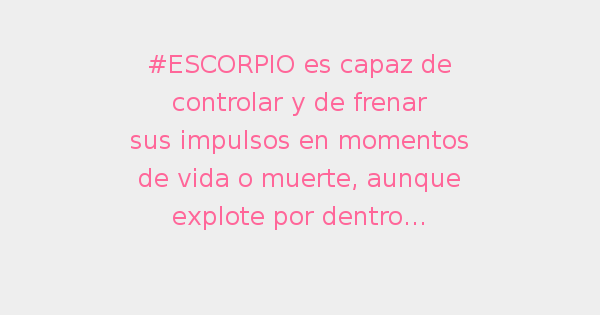 #ESCORPIO es capaz de
controlar y de frenar
sus impulsos en momentos
de vida o muerte, aunque
explote por dentro...